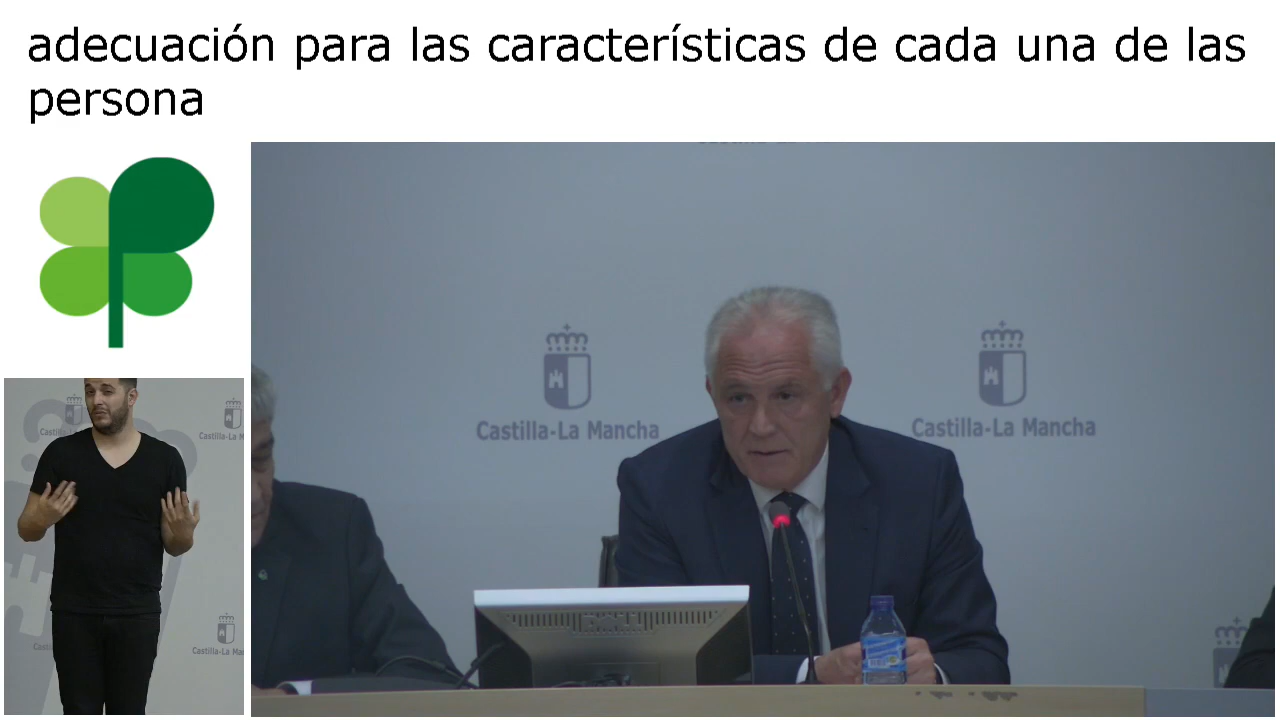 adecuación para las características de cada una de las
persona
Castilla-La Mancha
Castilla-La Mancha